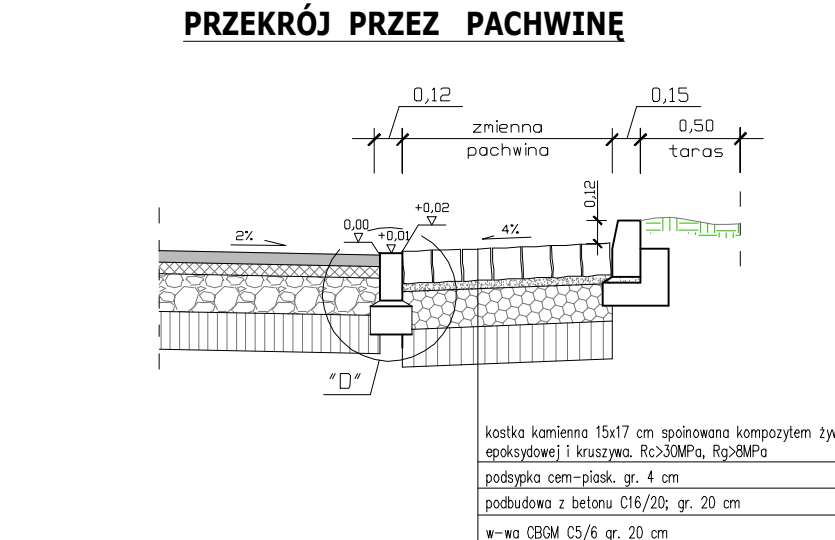 PRZEKRÓJ PRZEZ PACHWINĘ
0,12
0,15
zmienna
0,50
pachwina
taras
0,12
+0,02
0,00
+0,01
2%
4%
"D"
kostka kamienna 15x17 cm spoinowana kompozytem
epoksydowej i kruszywa. Rc>30MPa, Rg>8MPa
podsypka cem-piask. gr. 4 cm
podbudowa z betonu C16/20; gr. 20 cm
w-wa CBGM C5/6 gr. 20 cm